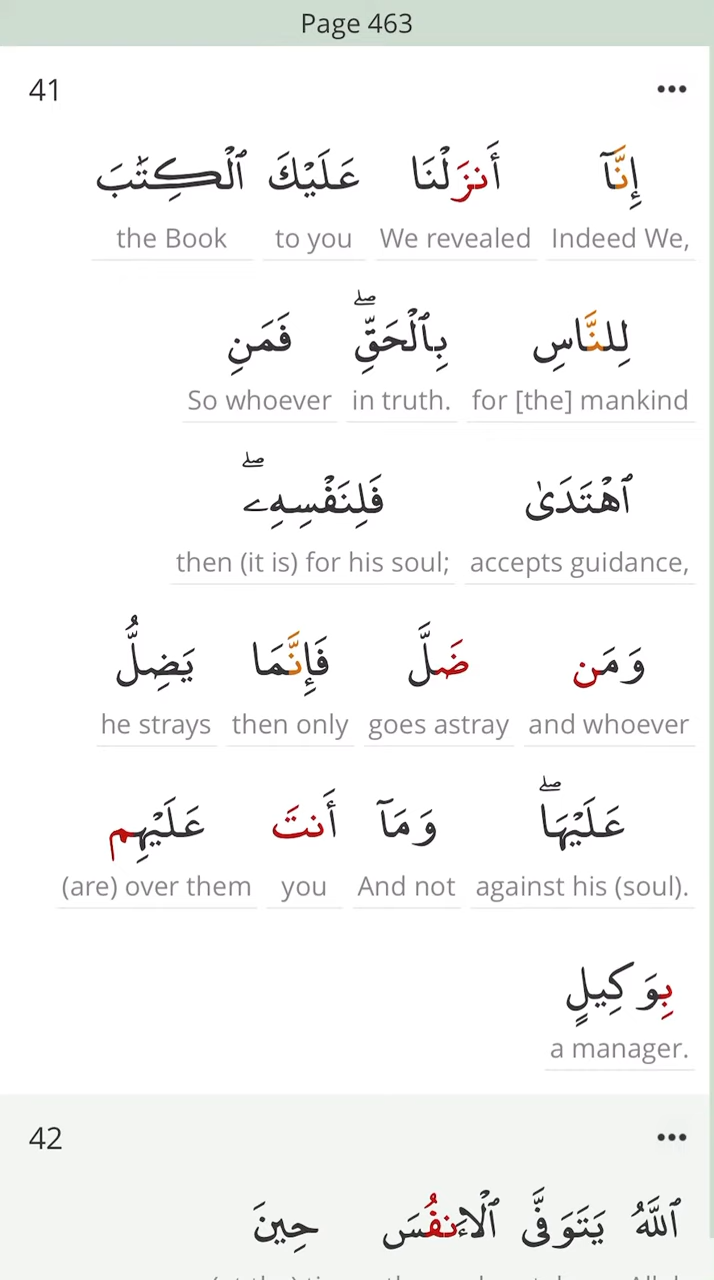 Page 463
41 •••
إِنَّآ أَنزَلْنَا عَلَيْكَ ٱلْكِتَٰبَ
Indeed We, We revealed to you the Book
لِلنَّاسِ بِٱلْحَقِّ ۖ فَمَنِ
for [the] mankind in truth. So whoever
ٱهْتَدَىٰ فَلِنَفْسِهِۦ ۖ
accepts guidance, then (it is) for his soul;
وَمَن ضَلَّ فَإِنَّمَا يَضِلُّ
and whoever goes astray then only he strays
عَلَيْهَا ۖ وَمَآ أَنتَ عَلَيْهِم
against his (soul). And not you (are) over them
بِوَكِيلٍ
a manager.
42 •••
ٱللَّهُ يَتَوَفَّى ٱلْأَنفُسَ حِينَ